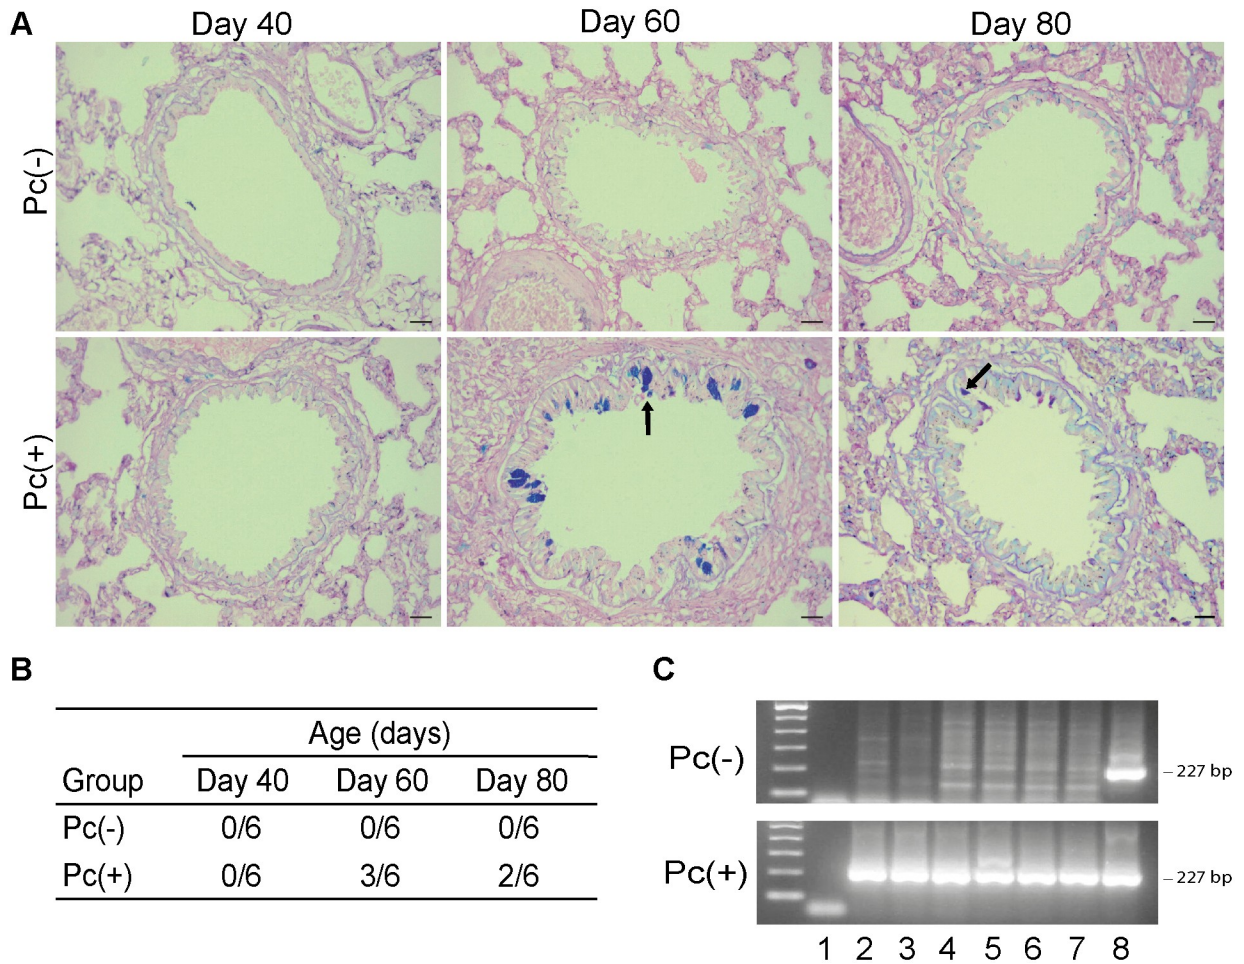 A
Day 40
Day 60
Day 80
Pc(-)
Pc(+)
B
Age (days)
Group Day 40 Day 60 Day 80
Pc(-) 0/6 0/6 0/6
Pc(+) 0/6 3/6 2/6
C
Pc(-)
– 227 bp
Pc(+)
– 227 bp
1 2 3 4 5 6 7 8